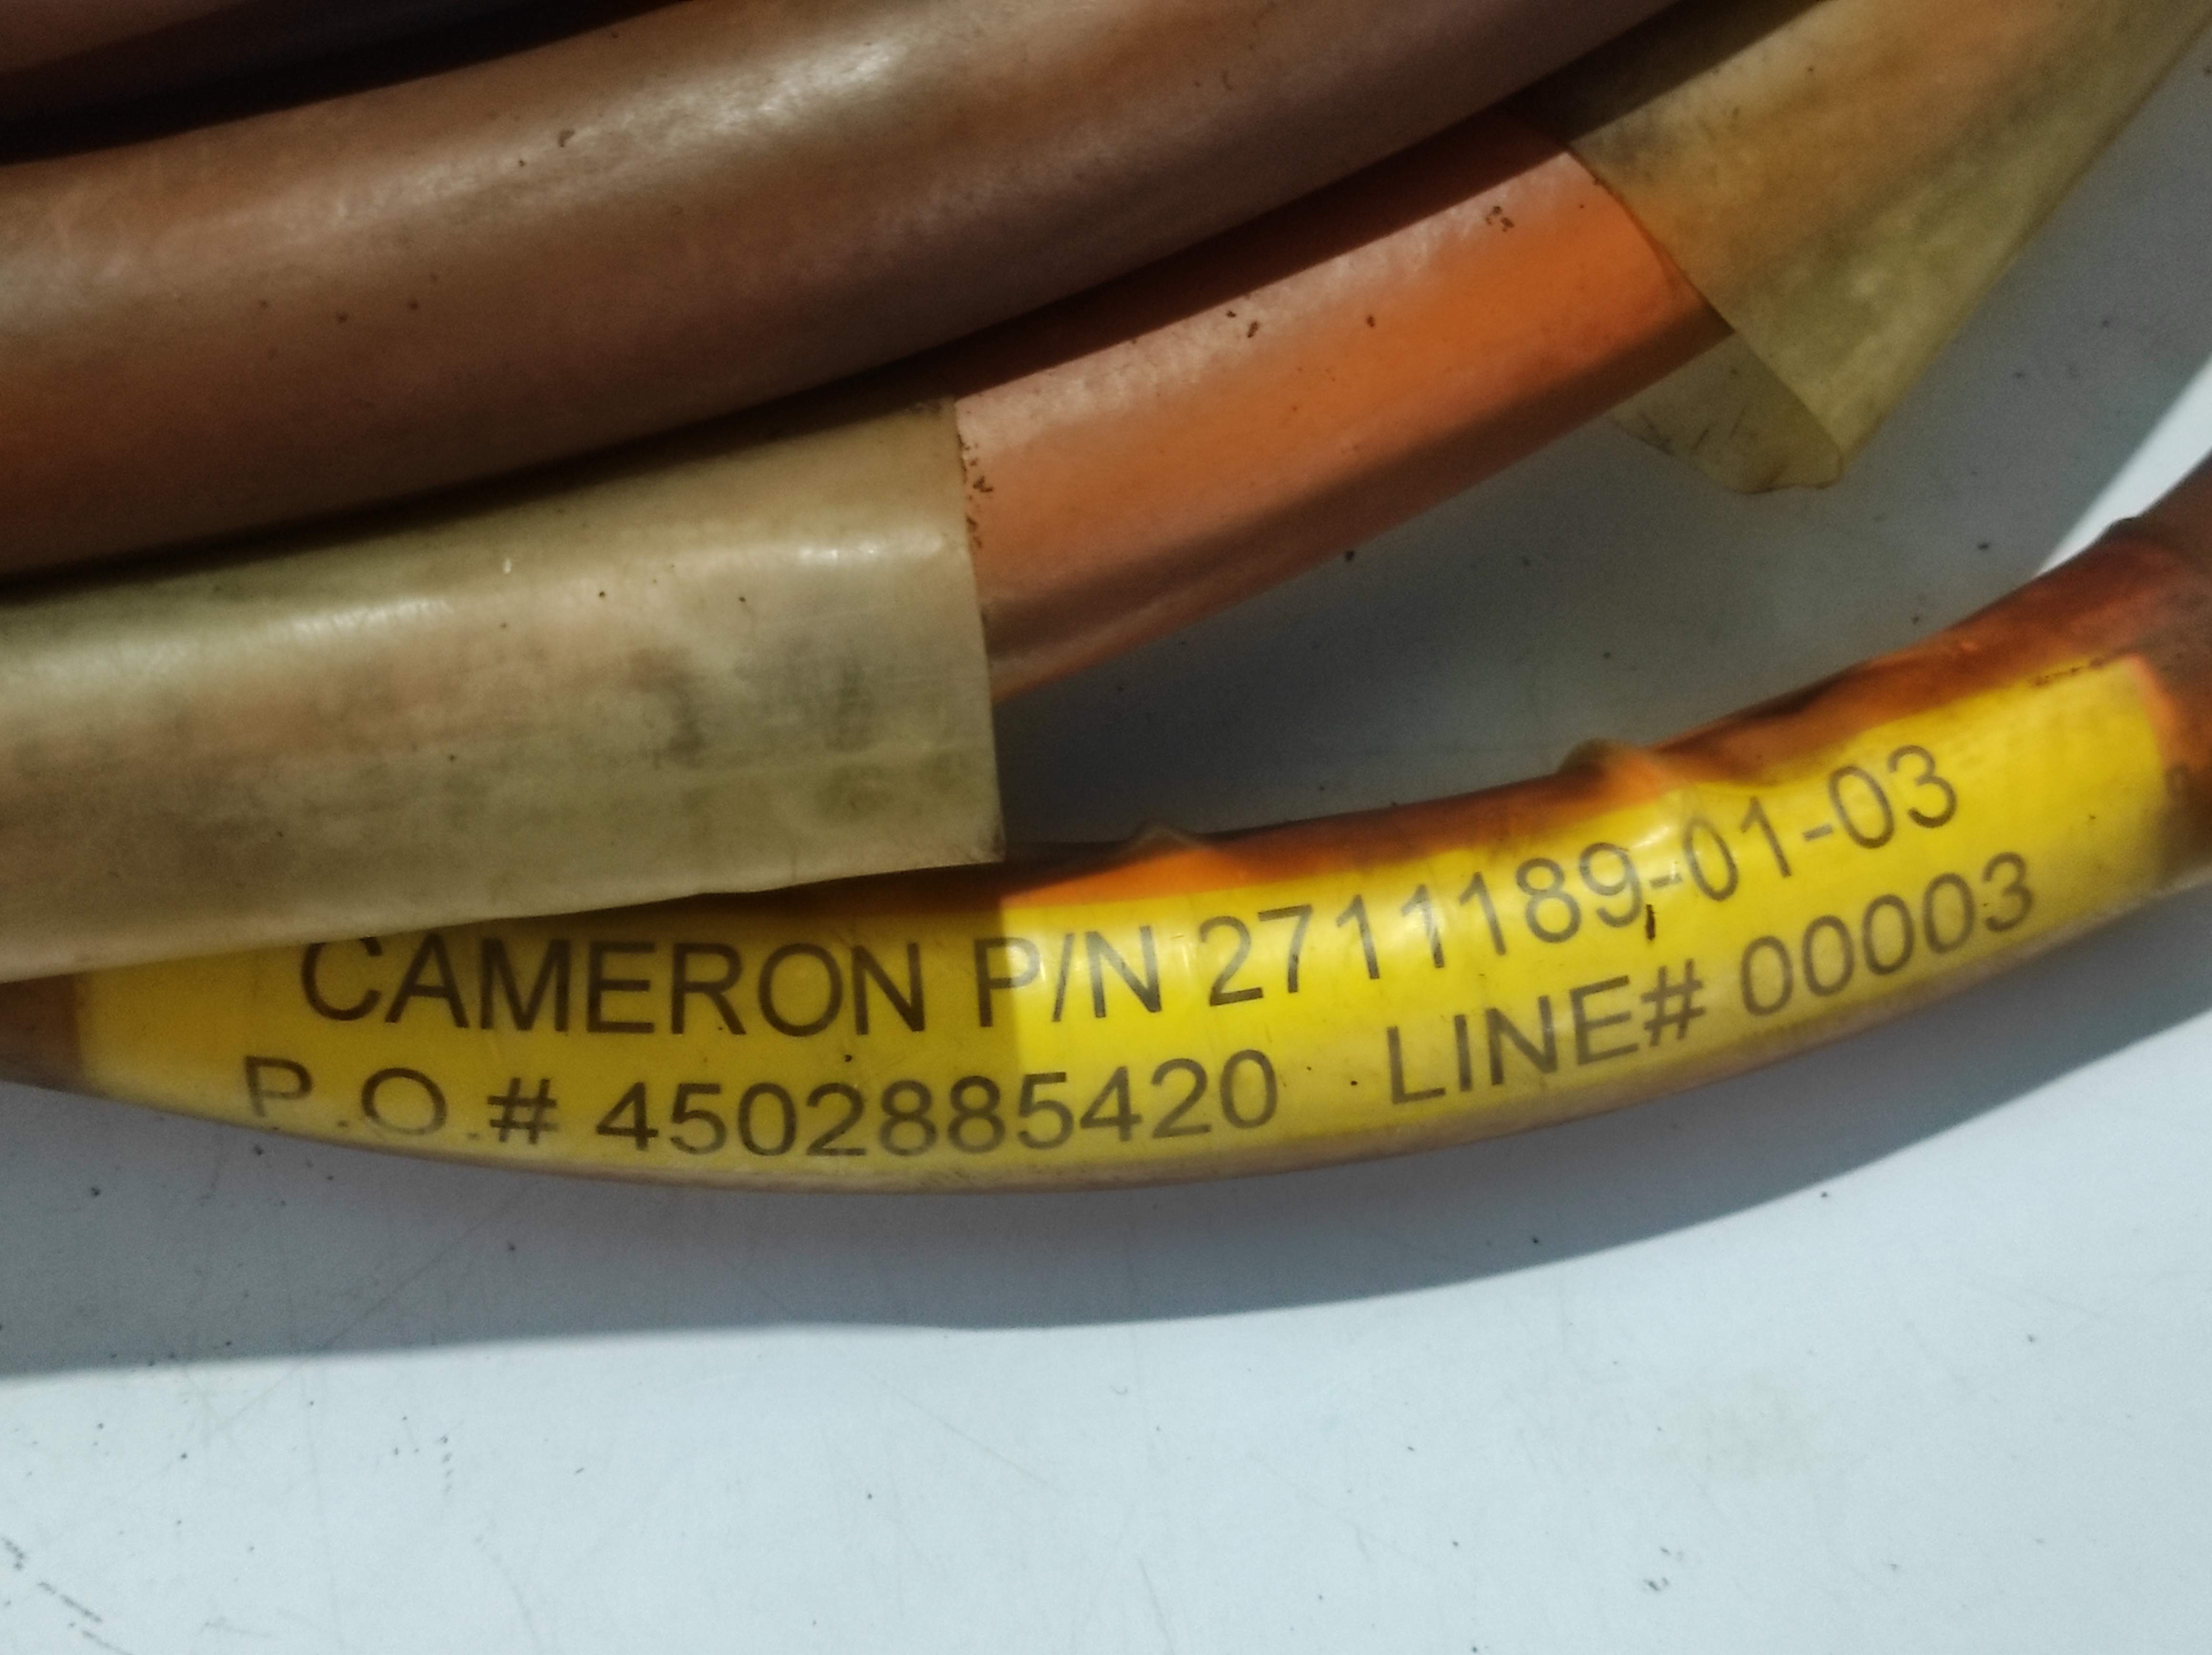 CAMERON P/N 2711189-01-03
P.O.# 4502885420 LINE# 00003